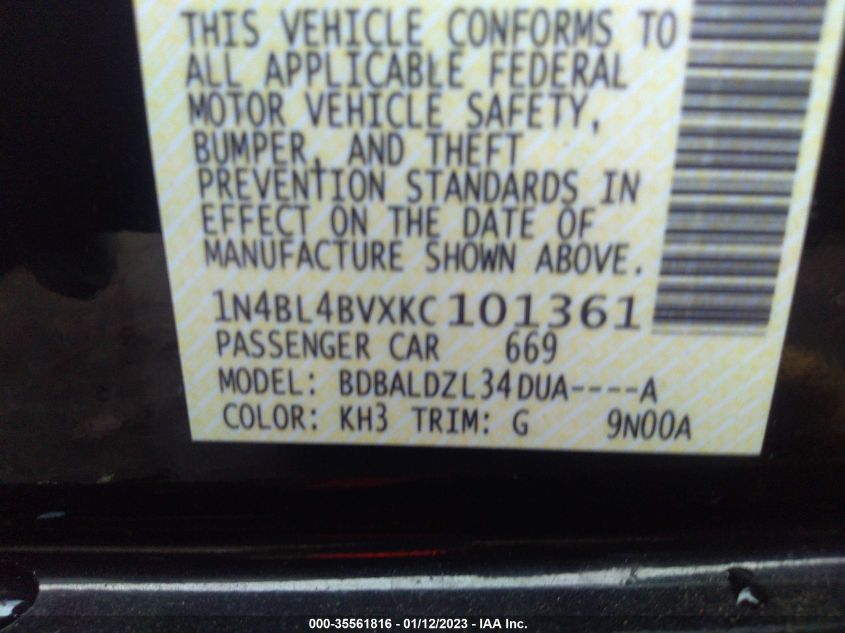 THIS VEHICLE CONFORMS TO
ALL APPLICABLE FEDERAL
MOTOR VEHICLE SAFETY,
BUMPER, AND THEFT
PREVENTION STANDARDS IN
EFFECT ON THE DATE OF
MANUFACTURE SHOWN ABOVE.
1N4BL4BVXKC101361
PASSENGER CAR 669
MODEL: BDBALDZL34DUA----A
COLOR: KH3 TRIM: G 9N00A
000-35561816 - 01/12/2023 - IAA Inc.